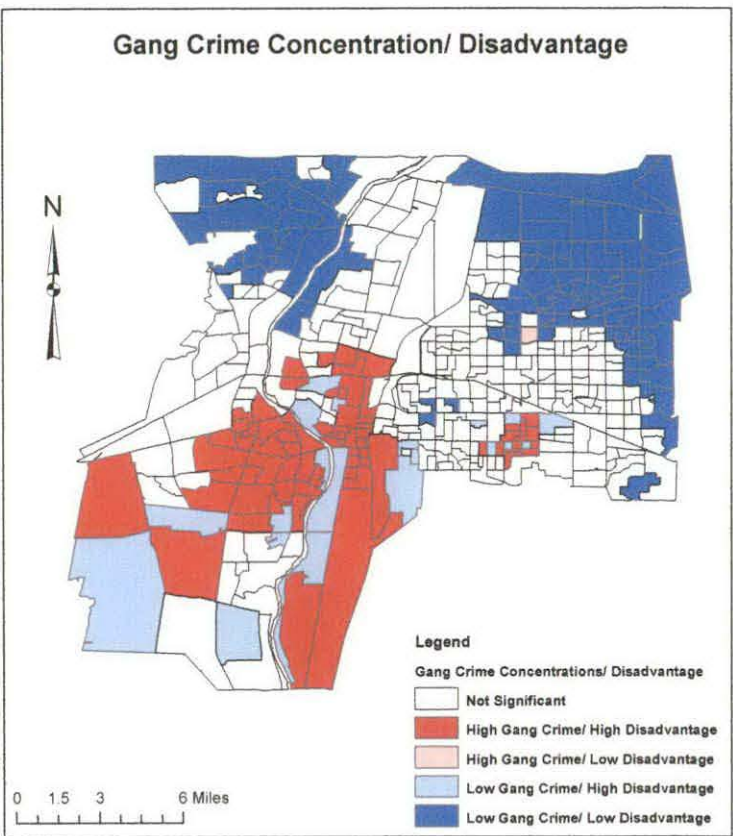 Gang Crime Concentration/ Disadvantage
N
Legend
Gang Crime Concentrations/ Disadvantage
Not Significant
High Gang Crime/ High Disadvantage
High Gang Crime/ Low Disadvantage
Low Gang Crime/ High Disadvantage
Low Gang Crime/ Low Disadvantage
0 1.5 3 6 Miles